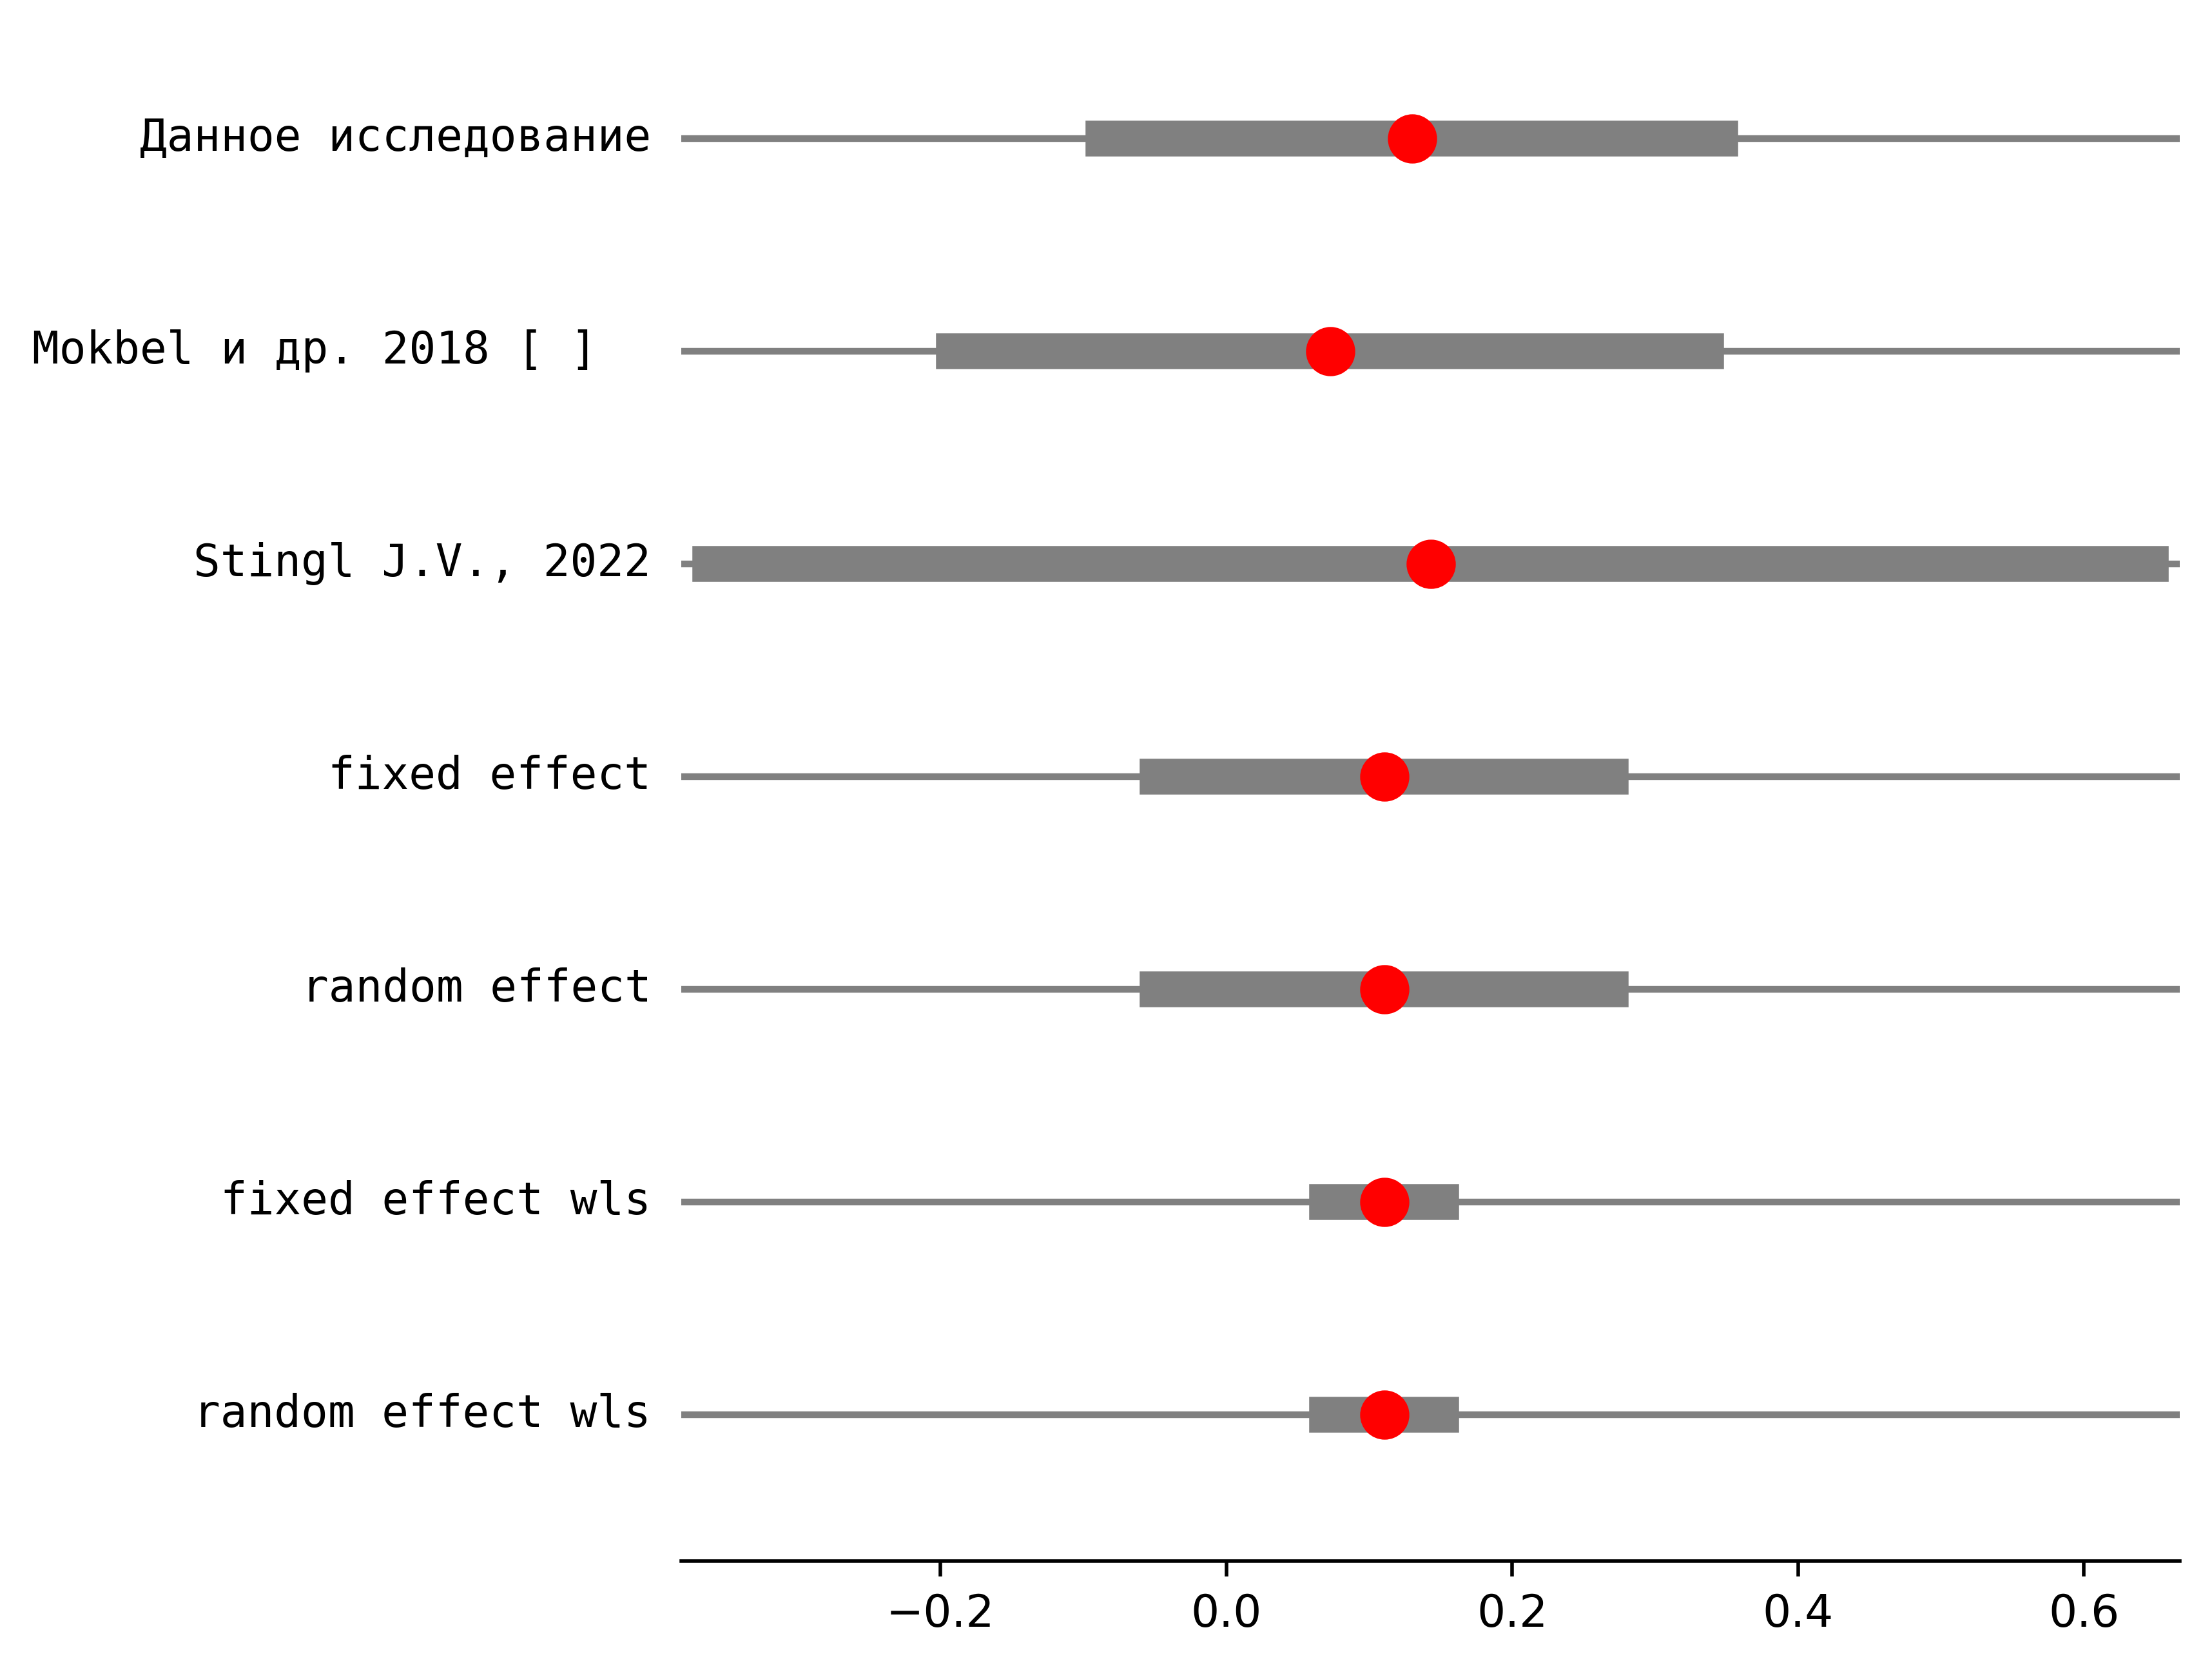 Данное исследование
Mokbel и др. 2018 [ ]
Stingl J.V., 2022
fixed effect
random effect
fixed effect wls
random effect wls
−0.2 0.0 0.2 0.4 0.6